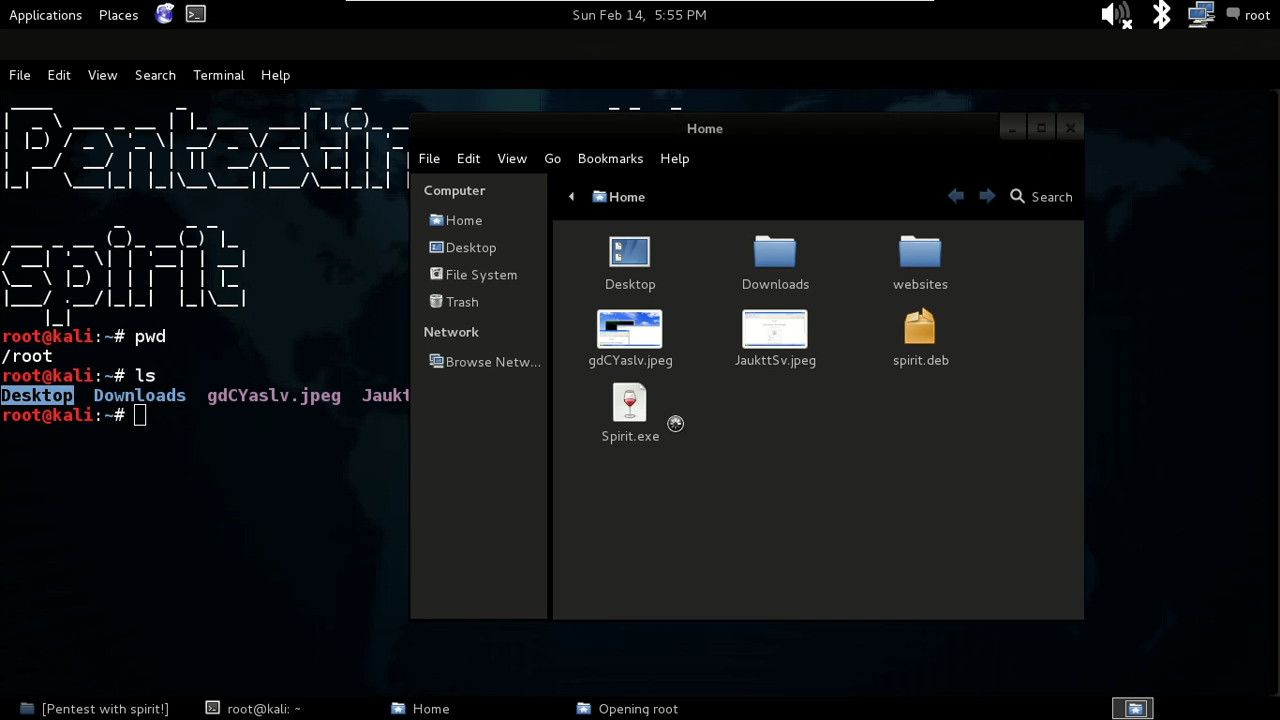 Applications Places Sun Feb 14, 5:55 PM root
File Edit View Search Terminal Help
Pentestin
spirit
root@kali:~# pwd
/root
root@kali:~# ls
Desktop Downloads gdCYaslv.jpeg Jaukt
root@kali:~#
Home
File Edit View Go Bookmarks Help
Computer
Home
Desktop
File System
Trash
Network
Browse Netw...
Home Search
Desktop Downloads websites
gdCYaslv.jpeg JaukttSv.jpeg spirit.deb
Spirit.exe
[Pentest with spirit!] root@kali: ~ Home Opening root